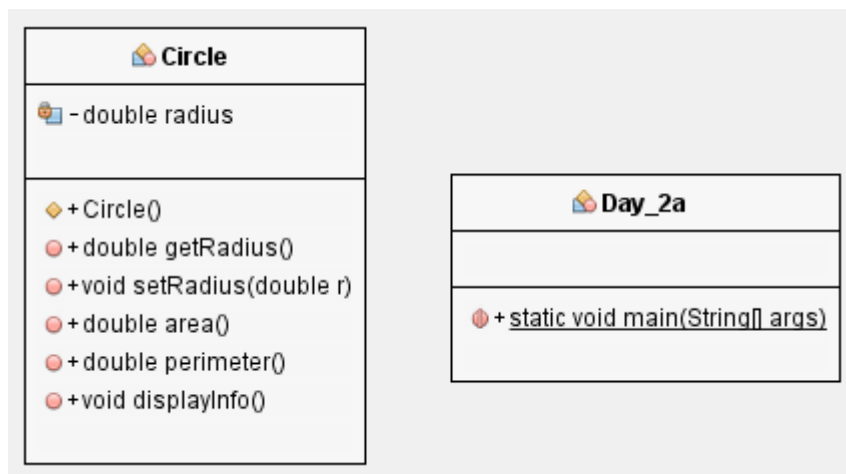 Circle
- double radius
+ Circle()
+ double getRadius()
+ void setRadius(double r)
+ double area()
+ double perimeter()
+ void displayInfo()
Day_2a
+ static void main(String[] args)